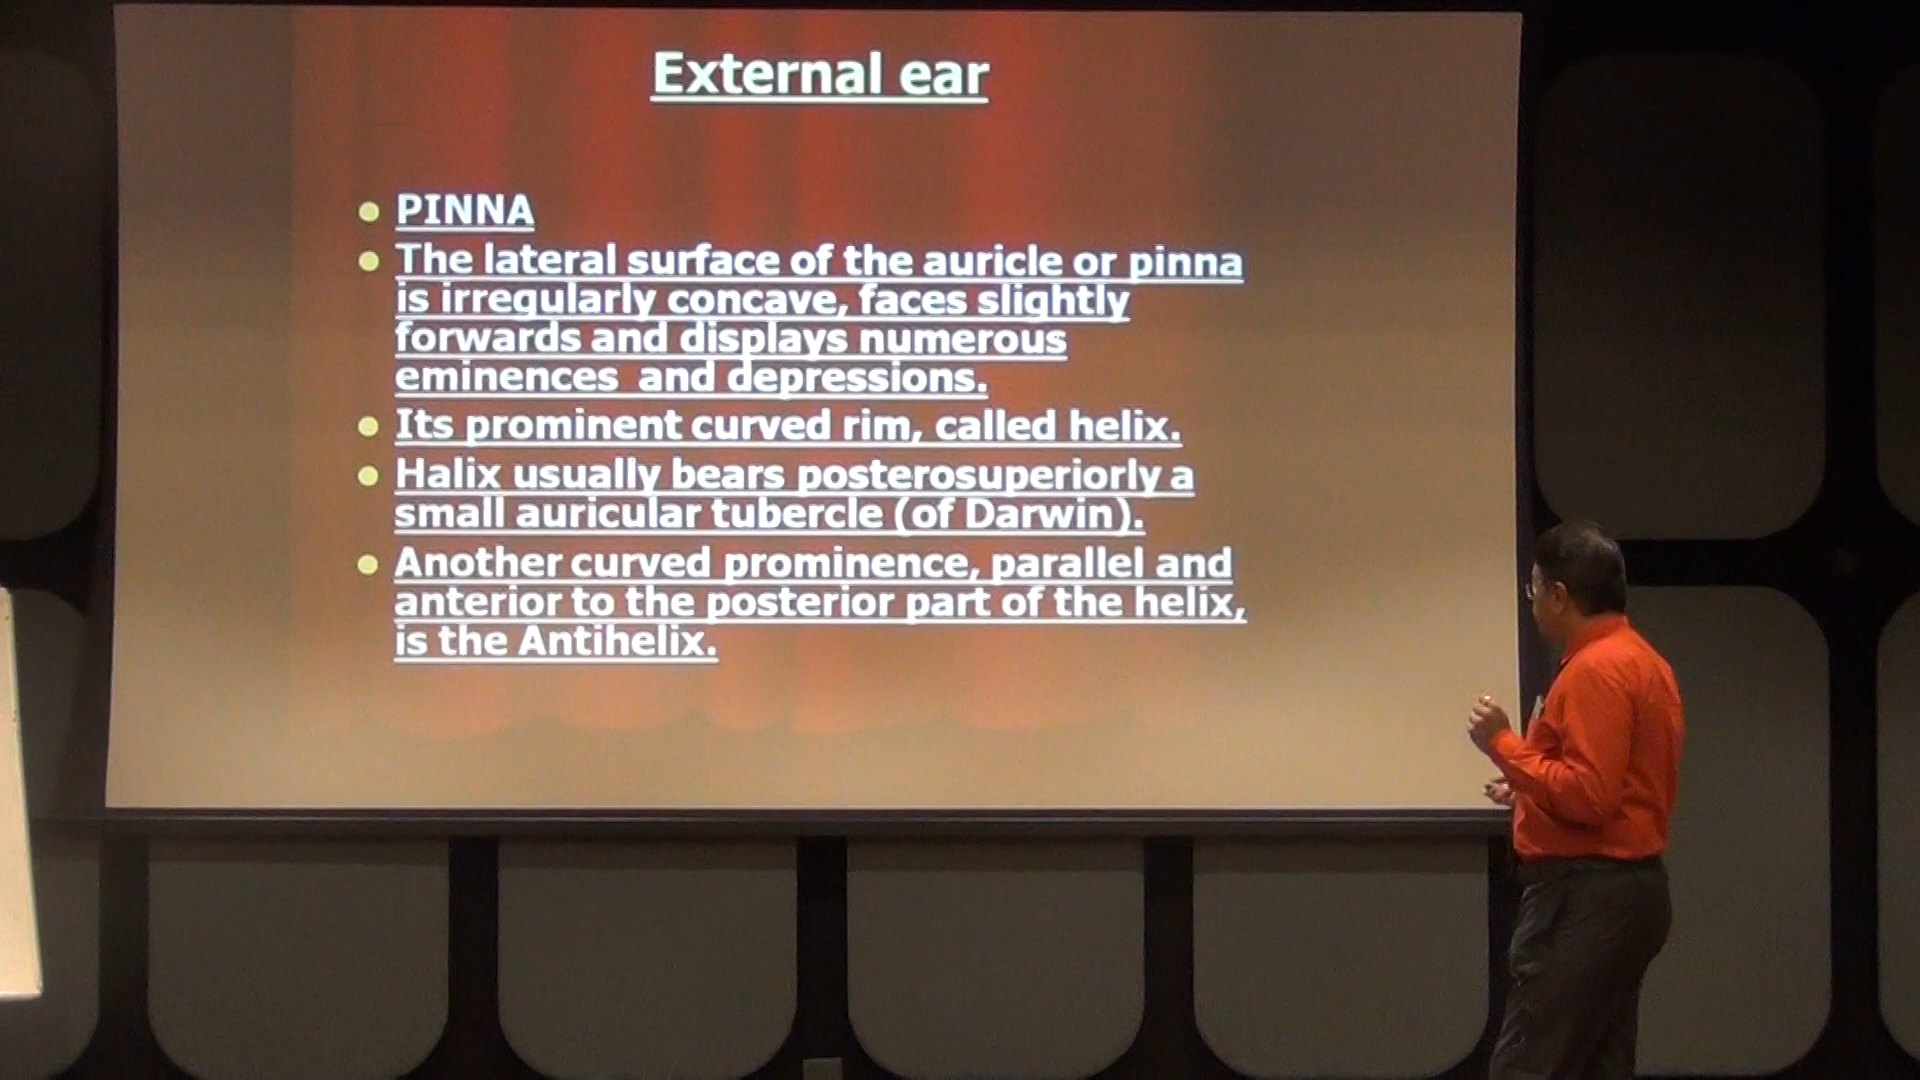 External ear
PINNA
The lateral surface of the auricle or pinna
is irregularly concave, faces slightly
forwards and displays numerous
eminences and depressions.
Its prominent curved rim, called helix.
Halix usually bears posterosuperiorly a
small auricular tubercle (of Darwin).
Another curved prominence, parallel and
anterior to the posterior part of the helix,
is the Antihelix.